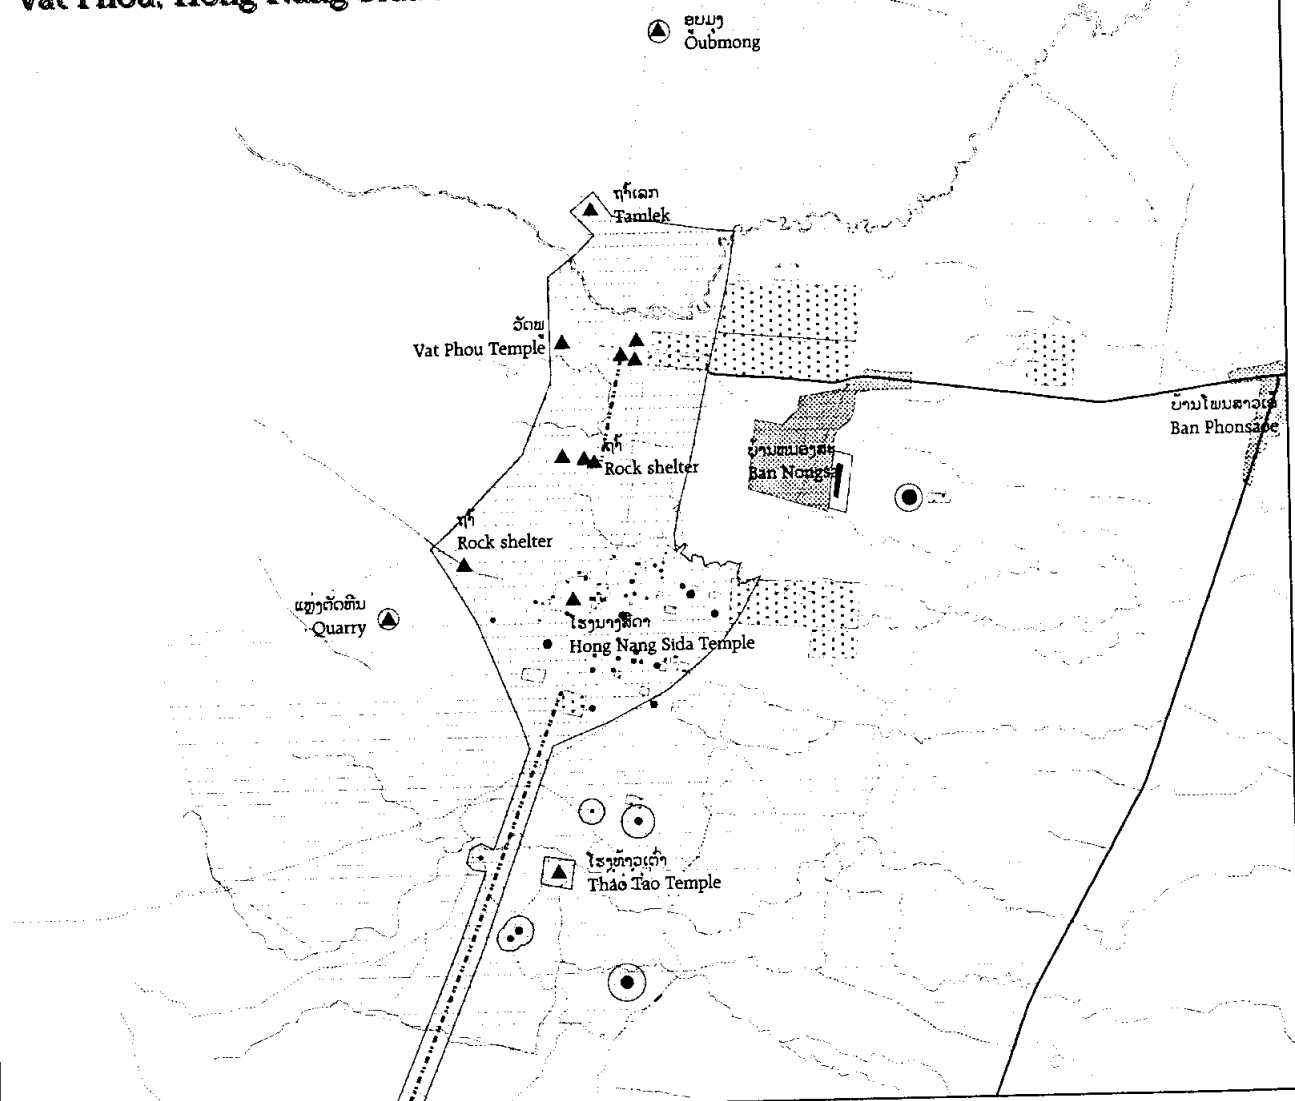 Vat Phou, Hong Nang
ອູບມຸງ
Oubmong
ຖ້ຳເລກ
Tamlek
ວັດພູ
Vat Phou Temple
ບ້ານໂພນສາວເອ້
Ban Phonsaoe
ຖ້ຳ
Rock shelter
ບ້ານຫນອງສະ
Ban Nongsa
ຖ້ຳ
Rock shelter
ແຫຼ່ງຕັດຫີນ
Quarry
ໂຮງນາງສີດາ
Hong Nang Sida Temple
ໂຮງທ້າວເຕົ່າ
Thao Tao Temple